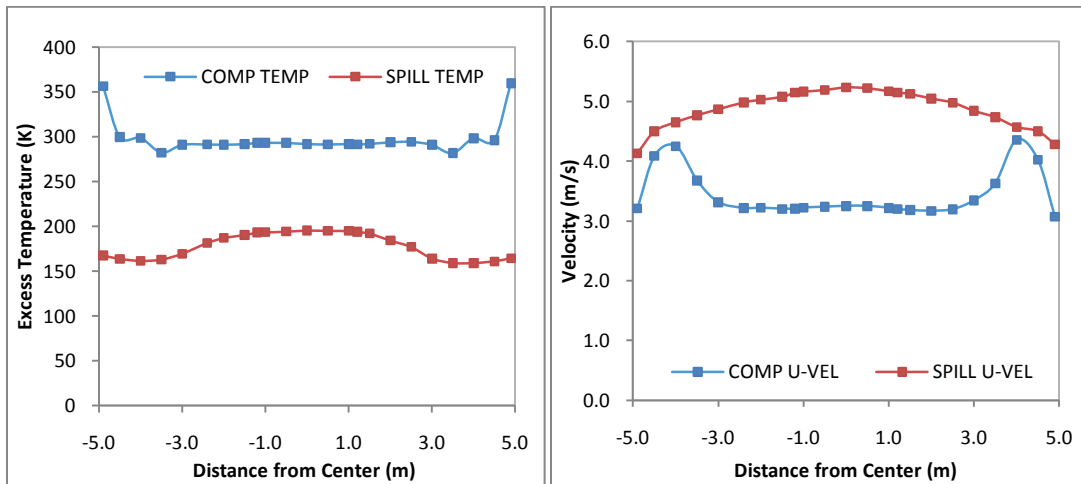 400
350
300
250
200
150
100
50
0
Excess Temperature (K)
COMP TEMP SPILL TEMP
-5.0 -3.0 -1.0 1.0 3.0 5.0
Distance from Center (m)
6.0
5.0
4.0
3.0
2.0
1.0
0.0
Velocity (m/s)
COMP U-VEL SPILL U-VEL
-5.0 -3.0 -1.0 1.0 3.0 5.0
Distance from Center (m)